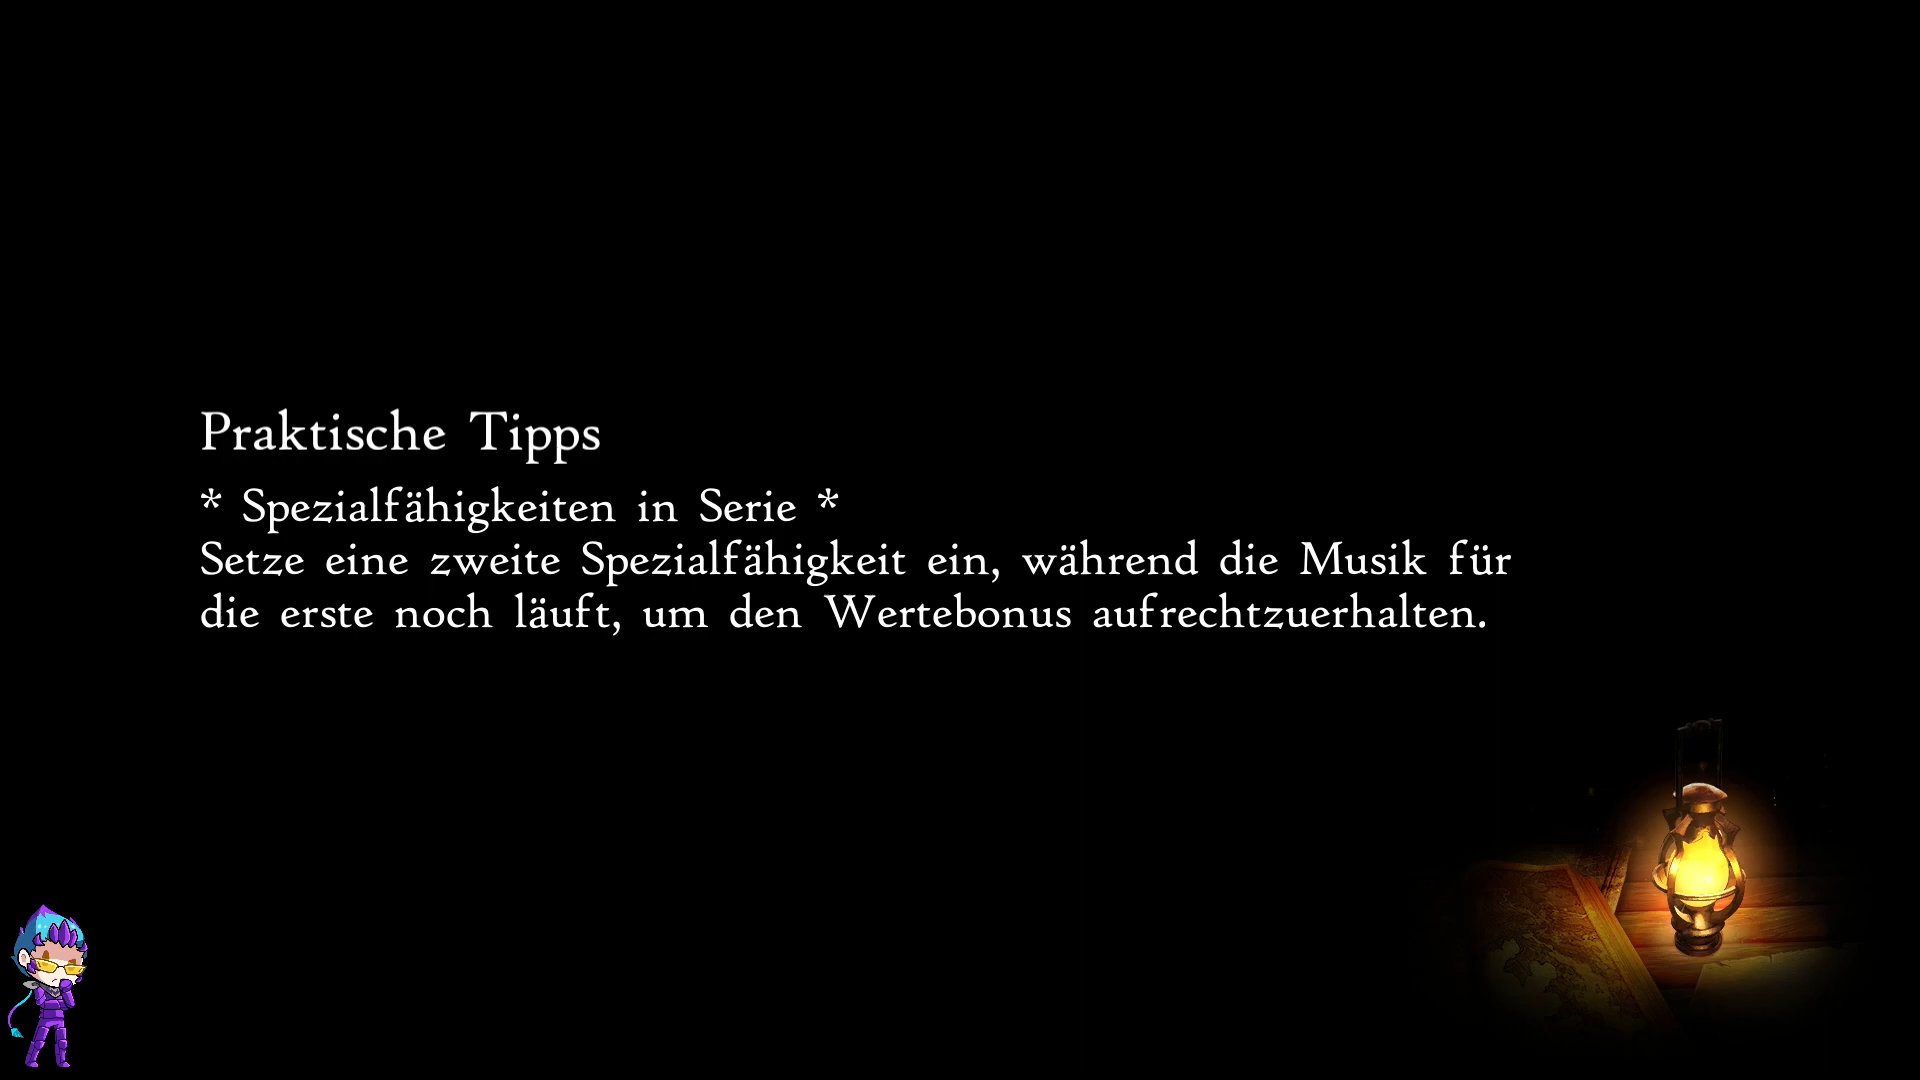 Praktische Tipps
* Spezialfähigkeiten in Serie *
Setze eine zweite Spezialfähigkeit ein, während die Musik für
die erste noch läuft, um den Wertebonus aufrechtzuerhalten.